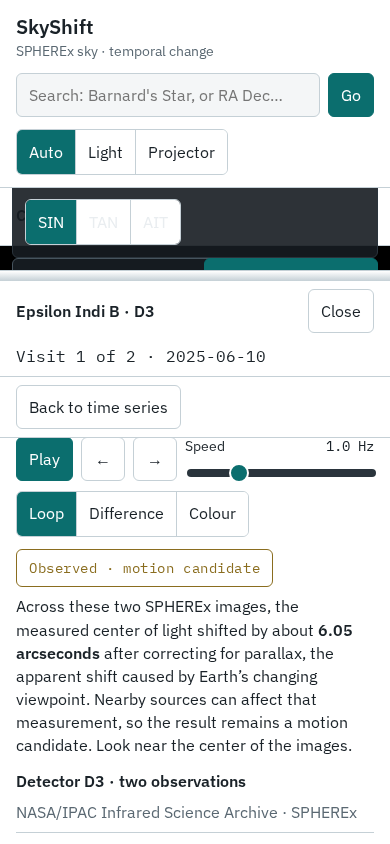 SkyShift
SPHEREx sky · temporal change
Search: Barnard's Star, or RA Dec...
Go
Auto
Light
Projector
SIN
TAN
AIT
Epsilon Indi B · D3
Close
Visit 1 of 2 · 2025-06-10
Back to time series
Play
←
→
Speed
1.0 Hz
Loop
Difference
Colour
Observed · motion candidate
Across these two SPHEREx images, the
measured center of light shifted by about 6.05
arcseconds after correcting for parallax, the
apparent shift caused by Earth’s changing
viewpoint. Nearby sources can affect that
measurement, so the result remains a motion
candidate. Look near the center of the images.
Detector D3 · two observations
NASA/IPAC Infrared Science Archive · SPHEREx